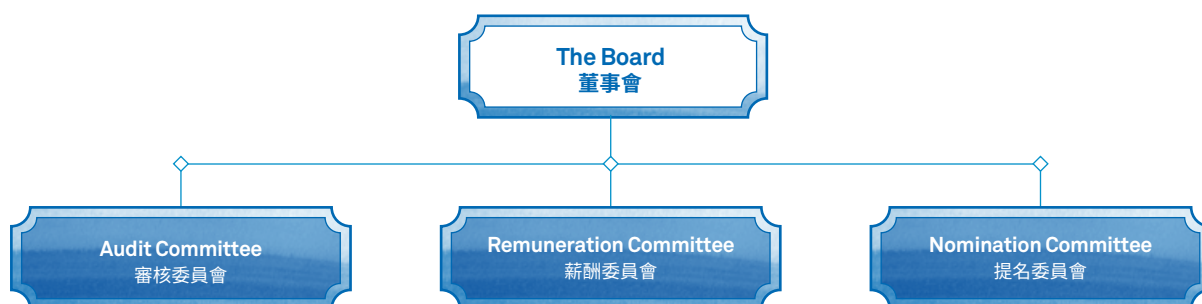 The Board
董事會
Audit Committee
審核委員會
Remuneration Committee
薪酬委員會
Nomination Committee
提名委員會